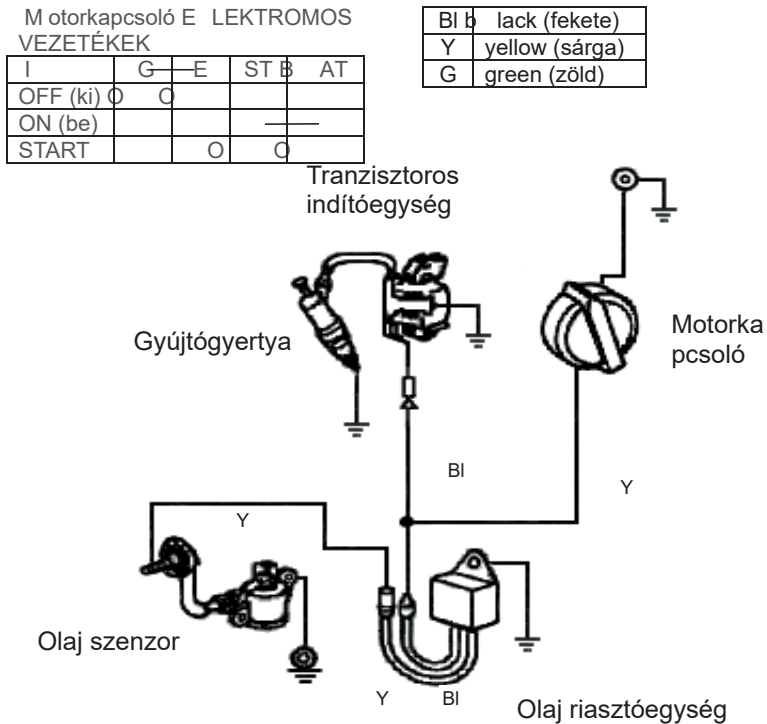 M otorkapcsoló E LEKTROMOS
VEZETÉKEK
I G E ST B AT
OFF (ki) O O
ON (be)
START O O
Bl b lack (fekete)
Y yellow (sárga)
G green (zöld)
Tranzisztoros
indítóegység
Gyújtógyertya
Motorka
pcsoló
Bl
Y
Y
Olaj szenzor
Y Bl
Olaj riasztóegység